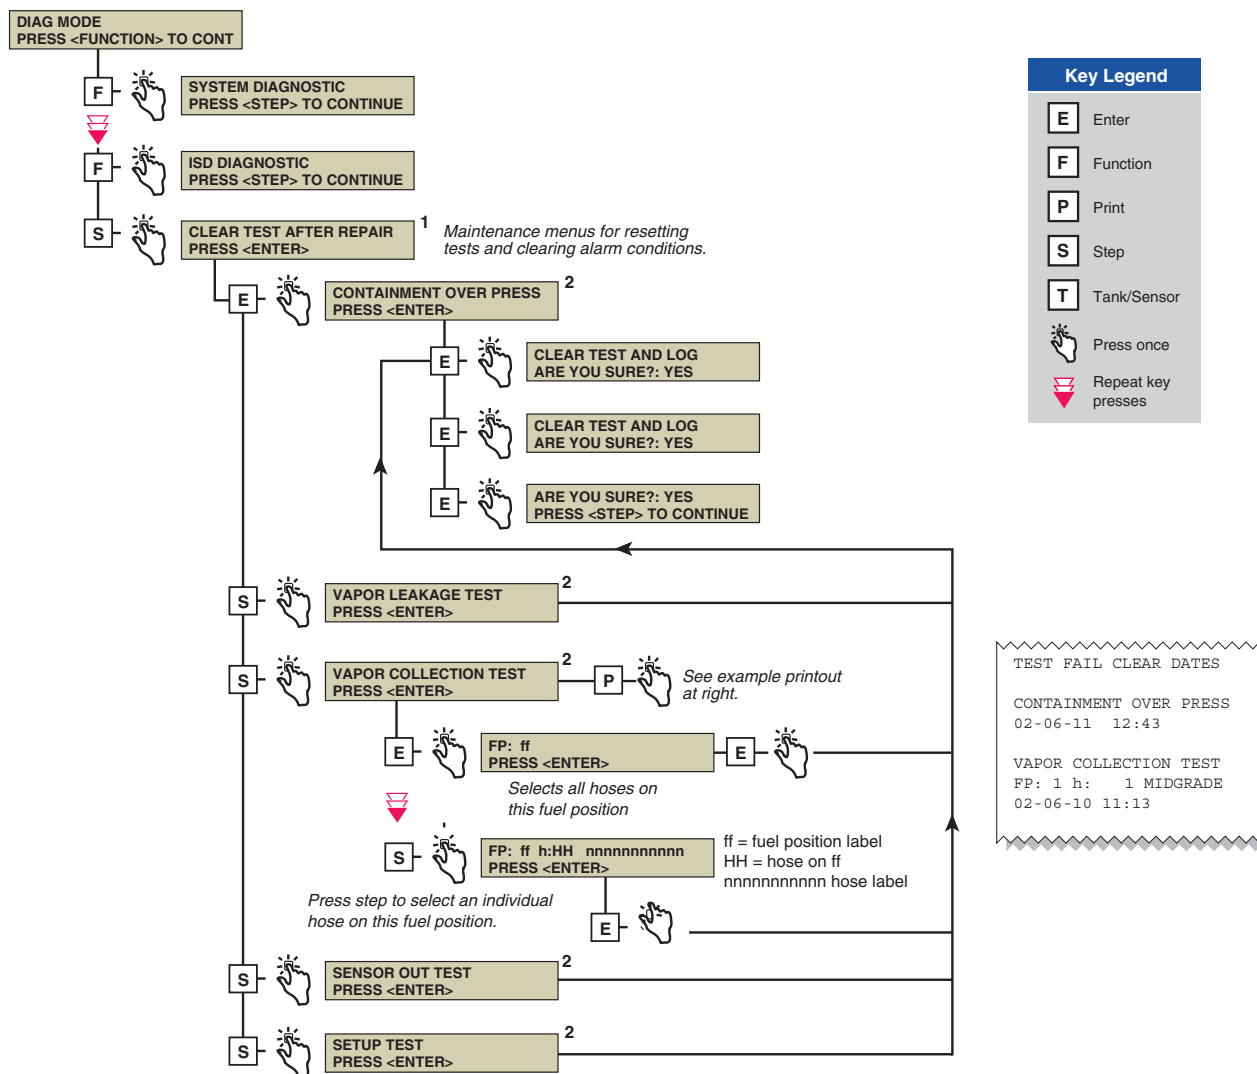 DIAG MODE
PRESS <FUNCTION> TO CONT
F
SYSTEM DIAGNOSTIC
PRESS <STEP> TO CONTINUE
F
ISD DIAGNOSTIC
PRESS <STEP> TO CONTINUE
S
CLEAR TEST AFTER REPAIR
PRESS <ENTER>
1
Maintenance menus for resetting
tests and clearing alarm conditions.
E
CONTAINMENT OVER PRESS
PRESS <ENTER>
2
E
CLEAR TEST AND LOG
ARE YOU SURE?: YES
E
CLEAR TEST AND LOG
ARE YOU SURE?: YES
E
ARE YOU SURE?: YES
PRESS <STEP> TO CONTINUE
S
VAPOR LEAKAGE TEST
PRESS <ENTER>
2
S
VAPOR COLLECTION TEST
PRESS <ENTER>
2
P
See example printout
at right.
E
FP: ff
PRESS <ENTER>
E
Selects all hoses on
this fuel position
S
FP: ff h:HH nnnnnnnnnnn
PRESS <ENTER>
ff = fuel position label
HH = hose on ff
nnnnnnnnnnn hose label
Press step to select an individual
hose on this fuel position.
E
S
SENSOR OUT TEST
PRESS <ENTER>
2
S
SETUP TEST
PRESS <ENTER>
2
Key Legend
E Enter
F Function
P Print
S Step
T Tank/Sensor
Press once
Repeat key
presses
TEST FAIL CLEAR DATES
CONTAINMENT OVER PRESS
02-06-11 12:43
VAPOR COLLECTION TEST
FP: 1 h: 1 MIDGRADE
02-06-10 11:13